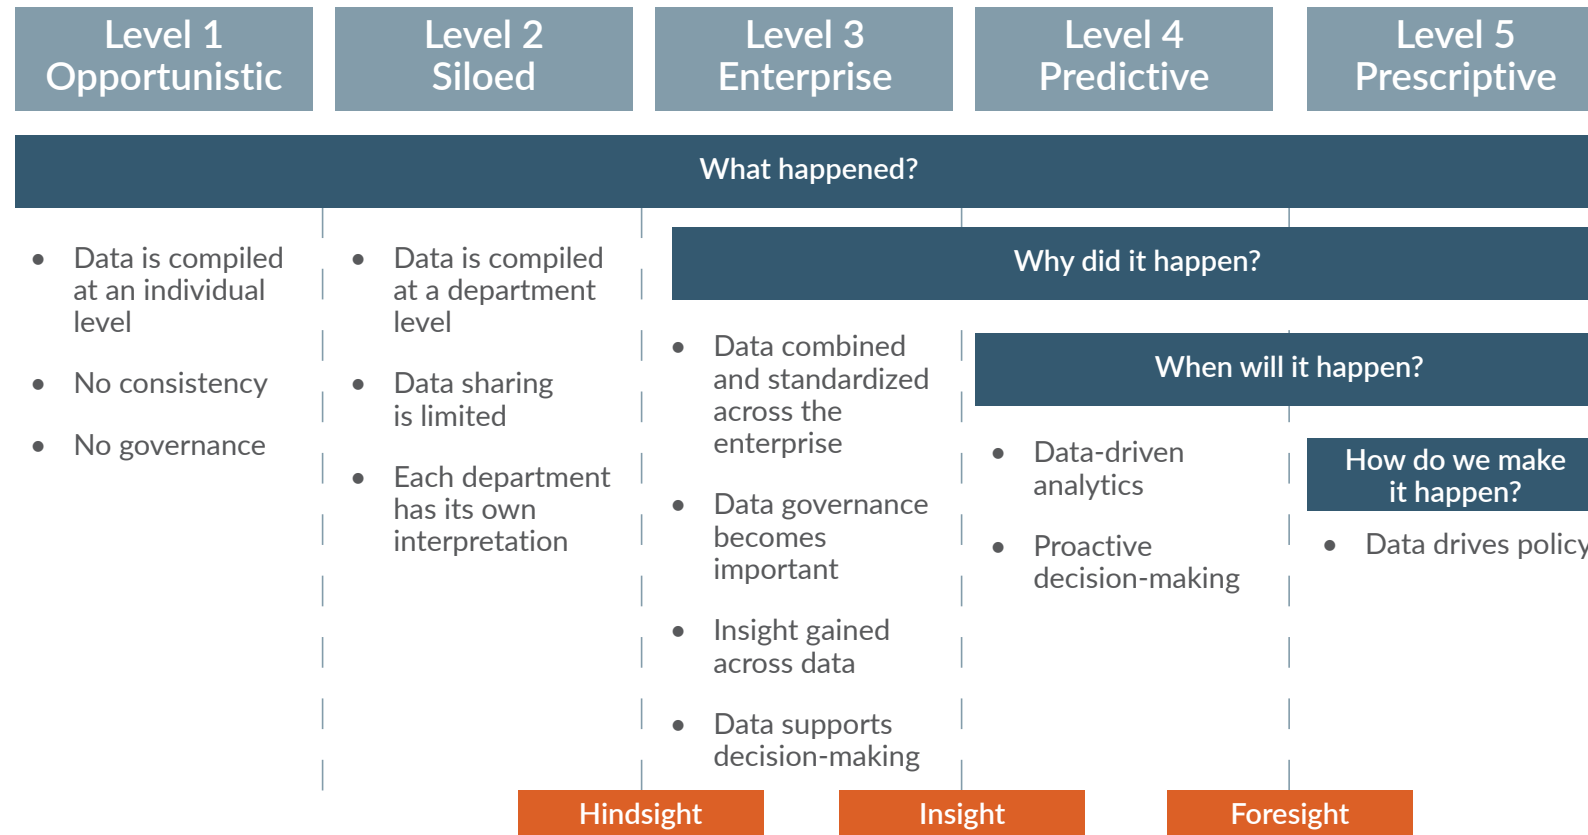 Level 1
Opportunistic
Level 2
Siloed
Level 3
Enterprise
Level 4
Predictive
Level 5
Prescriptive
What happened?
• Data is compiled
at an individual
level
• No consistency
• No governance
• Data is compiled
at a department
level
• Data sharing
is limited
• Each department
has its own
interpretation
Why did it happen?
• Data combined
and standardized
across the
enterprise
• Data governance
becomes
important
• Insight gained
across data
• Data supports
decision-making
When will it happen?
• Data-driven
analytics
• Proactive
decision-making
How do we make
it happen?
• Data drives policy
Hindsight
Insight
Foresight